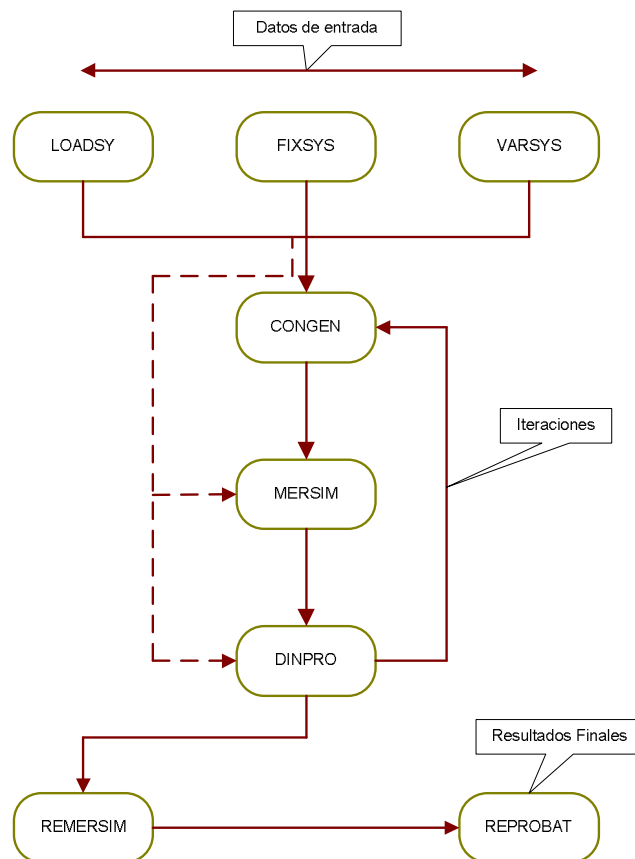 Datos de entrada
LOADSY
FIXSYS
VARSYS
CONGEN
Iteraciones
MERSIM
DINPRO
Resultados Finales
REMERSIM
REPROBAT